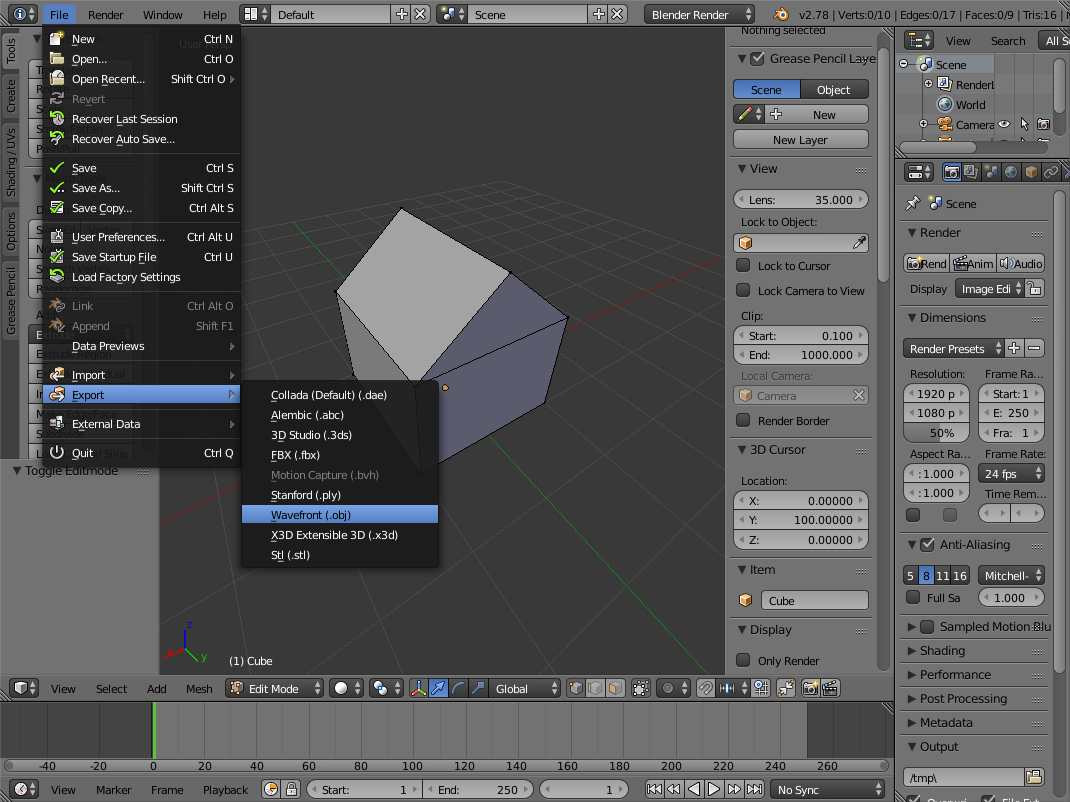 File Render Window Help Default Scene Blender Render v2.78 | Verts:0/10 | Edges:0/17 | Faces:0/9 | Tris:16 |
Tools
Create
Shading / UVs
Options
Grease Pencil
New Ctrl N
Open... Ctrl O
Open Recent... Shift Ctrl O
Revert
Recover Last Session
Recover Auto Save...
Save Ctrl S
Save As... Shift Ctrl S
Save Copy... Ctrl Alt S
User Preferences... Ctrl Alt U
Save Startup File Ctrl U
Load Factory Settings
Link Ctrl Alt O
Append Shift F1
Data Previews
Import
Export
External Data
Quit Ctrl Q
Toggle Editmode
Collada (Default) (.dae)
Alembic (.abc)
3D Studio (.3ds)
FBX (.fbx)
Motion Capture (.bvh)
Stanford (.ply)
Wavefront (.obj)
X3D Extensible 3D (.x3d)
Stl (.stl)
z
x
y
(1) Cube
Nothing selected
Grease Pencil Laye
Scene Object
New
New Layer
View
Lens: 35.000
Lock to Object:
Lock to Cursor
Lock Camera to View
Clip:
Start: 0.100
End: 1000.000
Local Camera:
Camera
Render Border
3D Cursor
Location:
X: 0.00000
Y: 100.00000
Z: 0.00000
Item
Cube
Display
Only Render
View Search All S
Scene
RenderL
World
Camera
Scene
Render
Rend Anim Audio
Display Image Edi
Dimensions
Render Presets
Resolution: Frame Ra...
1920 p Start: 1
1080 p E: 250
50% Fra: 1
Aspect Ra... Frame Rate:
:1.000 24 fps
:1.000 Time Rem...
Anti-Aliasing
5 8 11 16 Mitchell-
Full Sa 1.000
Sampled Motion Blu
Shading
Performance
Post Processing
Metadata
Output
/tmp\
View Select Add Mesh Edit Mode Global
-40 -20 0 20 40 60 80 100 120 140 160 180 200 220 240 260
View Marker Frame Playback Start: 1 End: 250 1 No Sync